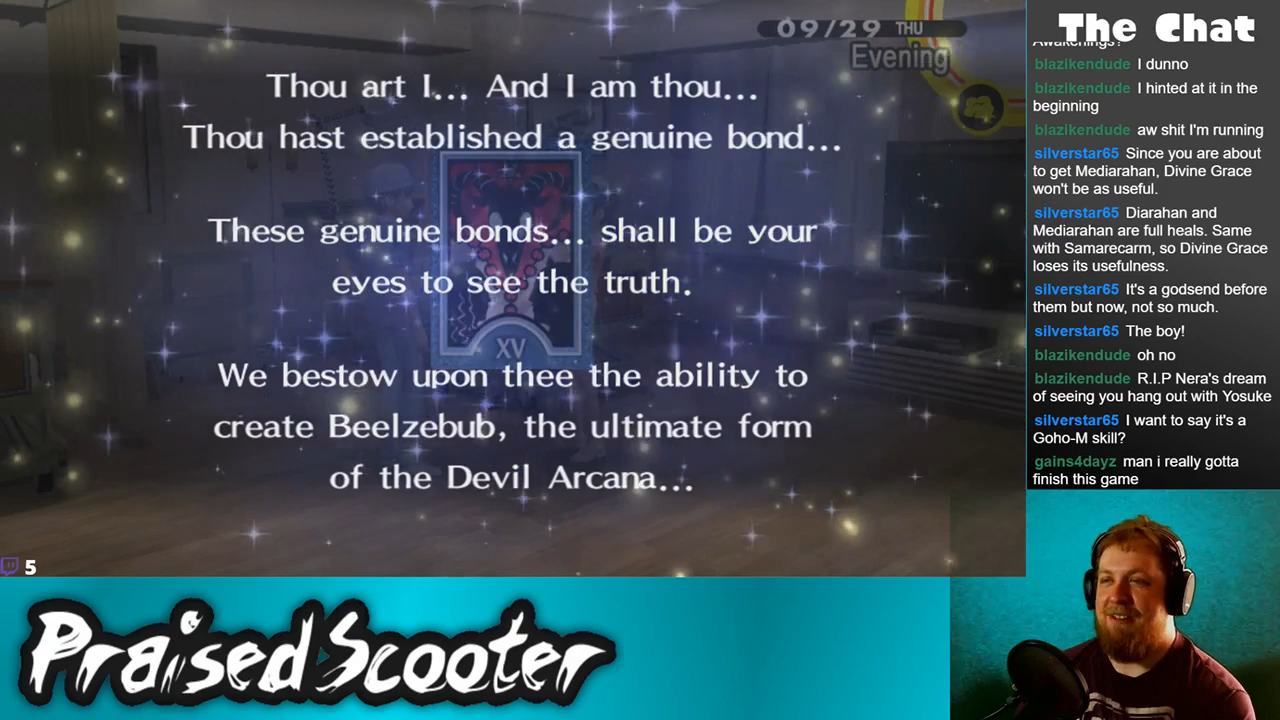 09/29 THU
Evening
Thou art I... And I am thou...
Thou hast established a genuine bond...
These genuine bonds... shall be your
eyes to see the truth.
XV
We bestow upon thee the ability to
create Beelzebub, the ultimate form
of the Devil Arcana...
5
PraisedScooter
The Chat
Awakenings?
blazikendude I dunno
blazikendude I hinted at it in the
beginning
blazikendude aw shit I'm running
silverstar65 Since you are about
to get Mediarahan, Divine Grace
won't be as useful.
silverstar65 Diarahan and
Mediarahan are full heals. Same
with Samarecarm, so Divine Grace
loses its usefulness.
silverstar65 It's a godsend before
them but now, not so much.
silverstar65 The boy!
blazikendude oh no
blazikendude R.I.P Nera's dream
of seeing you hang out with Yosuke
silverstar65 I want to say it's a
Goho-M skill?
gains4dayz man i really gotta
finish this game